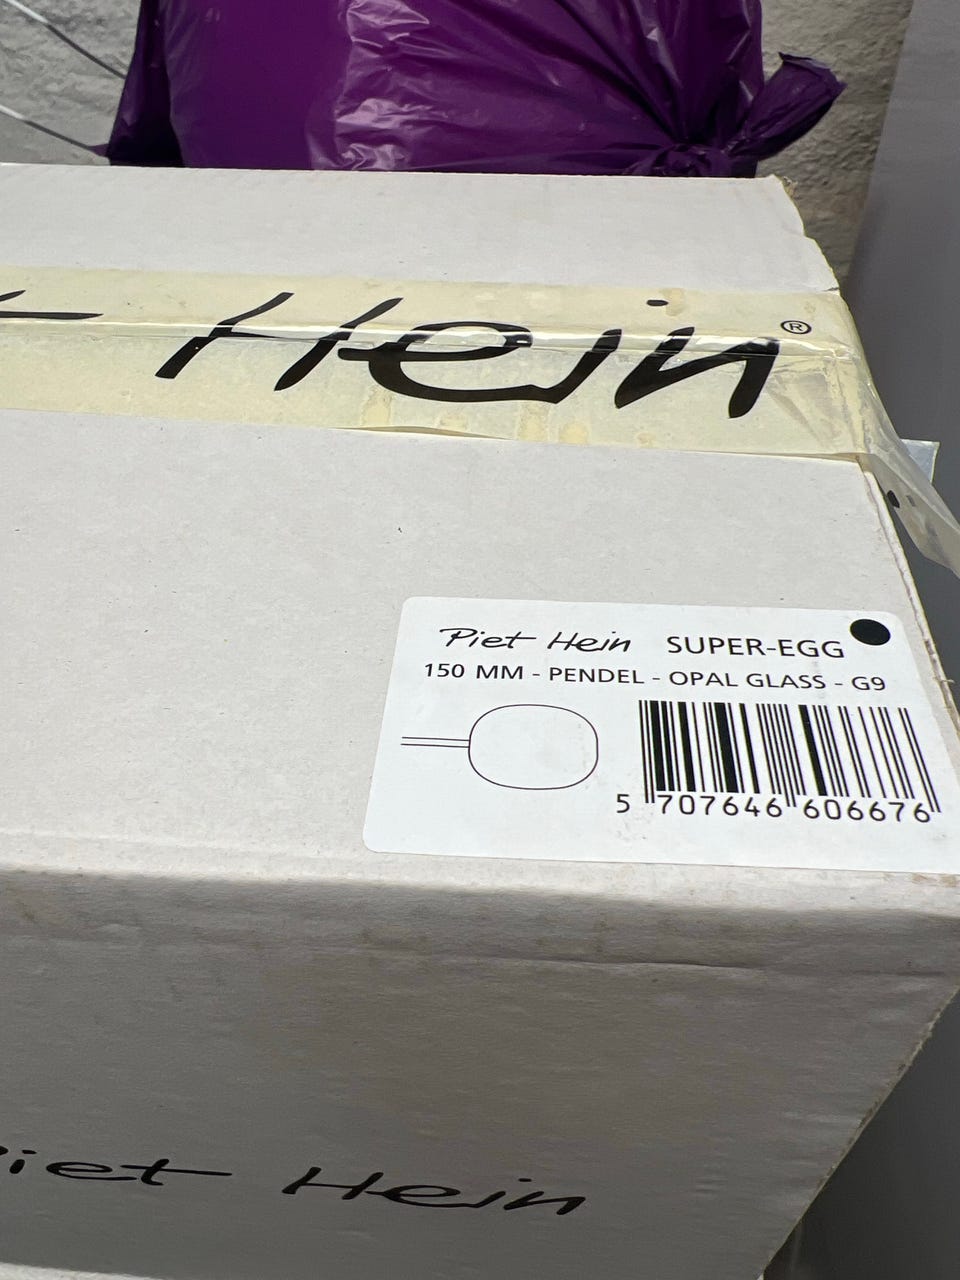 Hein®
Piet Hein SUPER-EGG
150 MM - PENDEL - OPAL GLASS - G9
5 707646 606676
Piet Hein